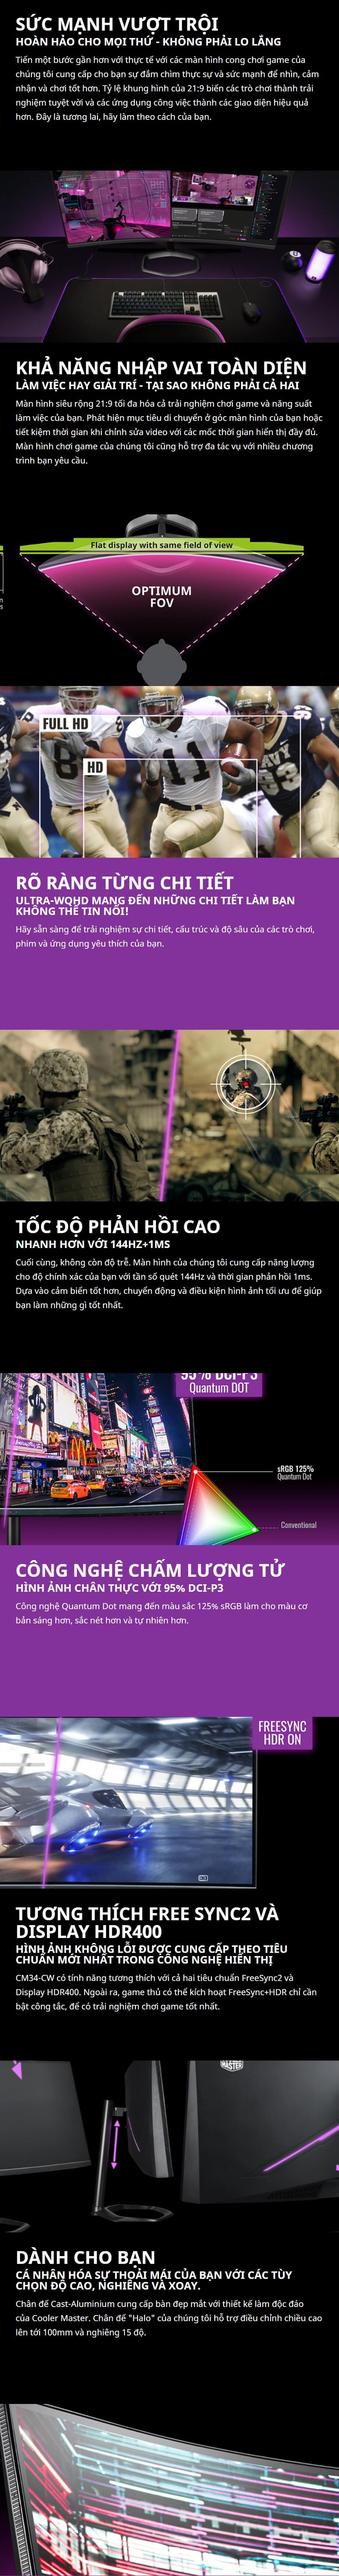 SỨC MẠNH VƯỢT TRỘI
HOÀN HẢO CHO MỌI THỨ - KHÔNG PHẢI LO LẮNG
Tiến một bước gần hơn với thực tế với các màn hình cong chơi game của
chúng tôi cung cấp cho bạn sự đắm chìm thực sự và sức mạnh để nhìn, cảm
nhận và chơi tốt hơn. Tỷ lệ khung hình của 21:9 biến các trò chơi thành trải
nghiệm tuyệt vời và các ứng dụng công việc thành các giao diện hiệu quả
hơn. Đây là tương lai, hãy làm theo cách của bạn.
KHẢ NĂNG NHẬP VAI TOÀN DIỆN
LÀM VIỆC HAY GIẢI TRÍ - TẠI SAO KHÔNG PHẢI CẢ HAI
Màn hình siêu rộng 21:9 tối đa hóa cả trải nghiệm chơi game và năng suất
làm việc của bạn. Phát hiện mục tiêu di chuyển ở góc màn hình của bạn hoặc
tiết kiệm thời gian khi chỉnh sửa video với các mốc thời gian hiển thị đầy đủ.
Màn hình chơi game của chúng tôi cũng hỗ trợ đa tác vụ với nhiều chương
trình bạn yêu cầu.
Flat display with same field of view
OPTIMUM
FOV
FULL HD
HD
RÕ RÀNG TỪNG CHI TIẾT
ULTRA-WQHD MANG ĐẾN NHỮNG CHI TIẾT LÀM BẠN
KHÔNG THỂ TIN NỔI!
Hãy sẵn sàng để trải nghiệm sự chi tiết, cấu trúc và độ sâu của các trò chơi,
phim và ứng dụng yêu thích của bạn.
TỐC ĐỘ PHẢN HỒI CAO
NHANH HƠN VỚI 144HZ+1MS
Cuối cùng, không còn độ trễ. Màn hình của chúng tôi cung cấp năng lượng
cho độ chính xác của bạn với tần số quét 144Hz và thời gian phản hồi 1ms.
Dựa vào cảm biến tốt hơn, chuyển động và điều kiện hình ảnh tối ưu để giúp
bạn làm những gì tốt nhất.
95% DCI-P3
Quantum DOT
sRGB 125%
Quantum Dot
Conventional
CÔNG NGHỆ CHẤM LƯỢNG TỬ
HÌNH ẢNH CHÂN THỰC VỚI 95% DCI-P3
Công nghệ Quantum Dot mang đến màu sắc 125% sRGB làm cho màu cơ
bản sáng hơn, sắc nét hơn và tự nhiên hơn.
FREESYNC
HDR ON
TƯƠNG THÍCH FREE SYNC2 VÀ
DISPLAY HDR400
HÌNH ẢNH KHÔNG LỖI ĐƯỢC CUNG CẤP THEO TIÊU
CHUẨN MỚI NHẤT TRONG CÔNG NGHỆ HIỂN THỊ
CM34-CW có tính năng tương thích với cả hai tiêu chuẩn FreeSync2 và
Display HDR400. Ngoài ra, game thủ có thể kích hoạt FreeSync+HDR chỉ cần
bật công tắc, để có trải nghiệm chơi game tốt nhất.
MASTER
DÀNH CHO BẠN
CÁ NHÂN HÓA SỰ THOẢI MÁI CỦA BẠN VỚI CÁC TÙY
CHỌN ĐỘ CAO, NGHIÊNG VÀ XOAY.
Chân đế Cast-Aluminium cung cấp bàn đẹp mắt với thiết kế làm độc đáo
của Cooler Master. Chân đế "Halo" của chúng tôi hỗ trợ điều chỉnh chiều cao
lên tới 100mm và nghiêng 15 độ.